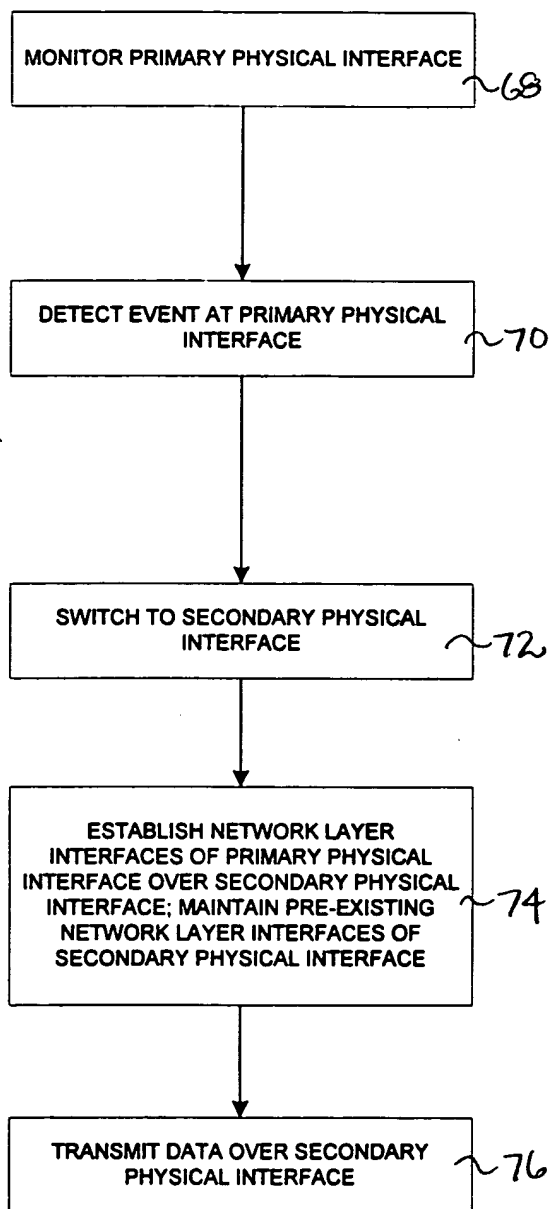 MONITOR PRIMARY PHYSICAL INTERFACE
68
DETECT EVENT AT PRIMARY PHYSICAL
INTERFACE
70
SWITCH TO SECONDARY PHYSICAL
INTERFACE
72
ESTABLISH NETWORK LAYER
INTERFACES OF PRIMARY PHYSICAL
INTERFACE OVER SECONDARY PHYSICAL
INTERFACE; MAINTAIN PRE-EXISTING
NETWORK LAYER INTERFACES OF
SECONDARY PHYSICAL INTERFACE
74
TRANSMIT DATA OVER SECONDARY
PHYSICAL INTERFACE
76